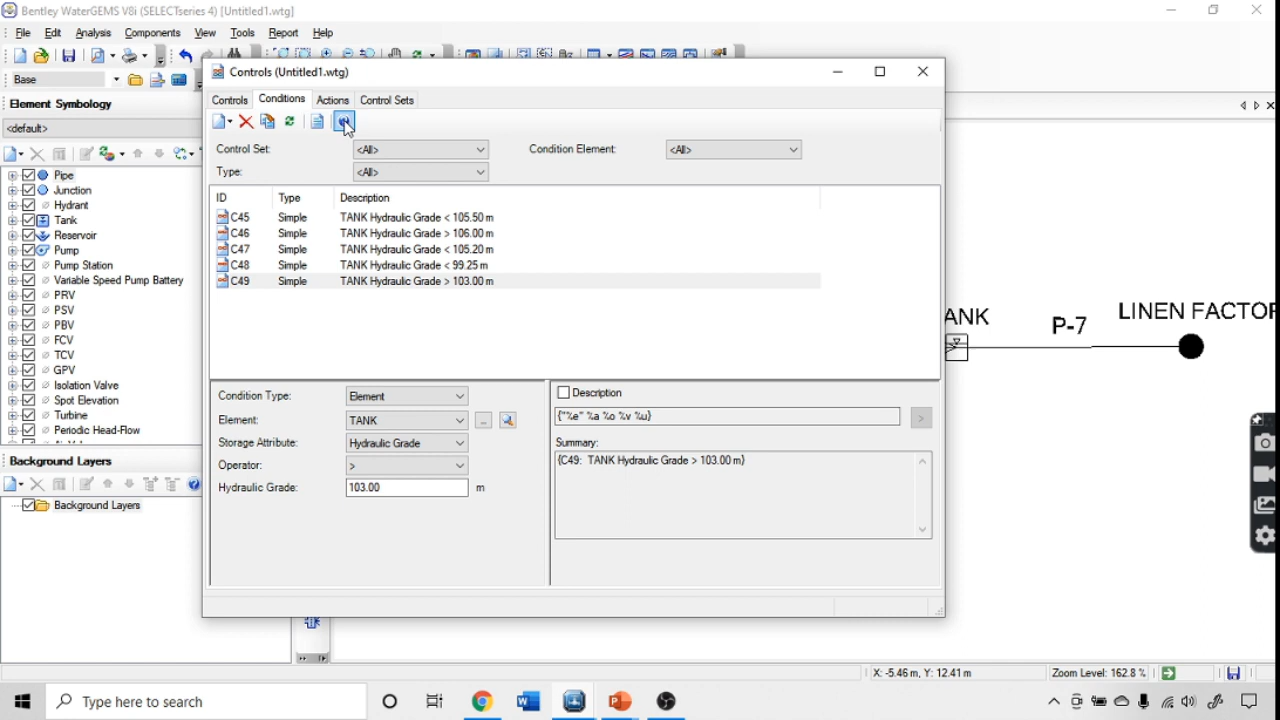 Bentley WaterGEMS V8i (SELECTseries 4) [Untitled1.wtg]
File Edit Analysis Components View Tools Report Help
Base
Element Symbology
<default>
Pipe
Junction
Hydrant
Tank
Reservoir
Pump
Pump Station
Variable Speed Pump Battery
PRV
PSV
PBV
FCV
TCV
GPV
Isolation Valve
Spot Elevation
Turbine
Periodic Head-Flow
Background Layers
Background Layers
Controls (Untitled1.wtg)
Controls Conditions Actions Control Sets
Control Set: <All> Condition Element: <All>
Type: <All>
ID Type Description
C45 Simple TANK Hydraulic Grade < 105.50 m
C46 Simple TANK Hydraulic Grade > 106.00 m
C47 Simple TANK Hydraulic Grade < 105.20 m
C48 Simple TANK Hydraulic Grade < 99.25 m
C49 Simple TANK Hydraulic Grade > 103.00 m
Condition Type: Element
Element: TANK ...
Storage Attribute: Hydraulic Grade
Operator: >
Hydraulic Grade: 103.00 m
Description
{"%e" %a %o %v %u}
>
Summary:
{C49: TANK Hydraulic Grade > 103.00 m}
ANK P-7 LINEN FACTOR
X: -5.46 m, Y: 12.41 m Zoom Level: 162.8 %
Type here to search